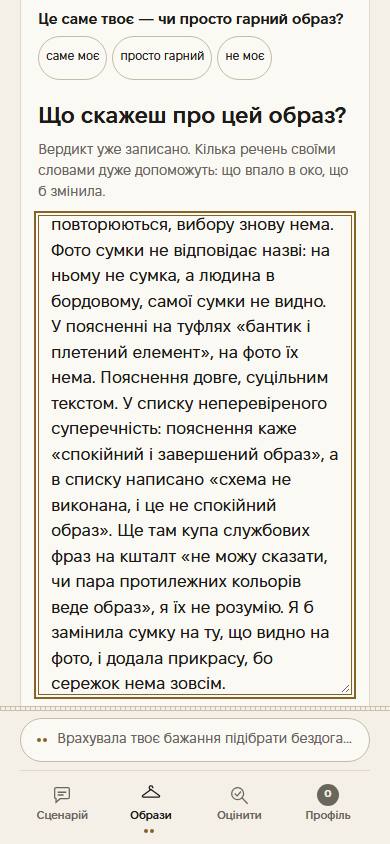 Це саме твоє — чи просто гарний образ?
саме моє
просто гарний
не моє
Що скажеш про цей образ?
Вердикт уже записано. Кілька речень своїми
словами дуже допоможуть: що впало в око, що
б змінила.
повторюються, вибору знову нема.
Фото сумки не відповідає назві: на
ньому не сумка, а людина в
бордовому, самої сумки не видно.
У поясненні на туфлях «бантик і
плетений елемент», на фото їх
нема. Пояснення довге, суцільним
текстом. У списку неперевіреного
суперечність: пояснення каже
«спокійний і завершений образ», а
в списку написано «схема не
виконана, і це не спокійний
образ». Ще там купа службових
фраз на кшталт «не можу сказати,
чи пара протилежних кольорів
веде образ», я їх не розумію. Я б
замінила сумку на ту, що видно на
фото, і додала прикрасу, бо
сережок нема зовсім.
Врахувала твоє бажання підібрати бездога...
Сценарій
Образи
Оцінити
0
Профіль